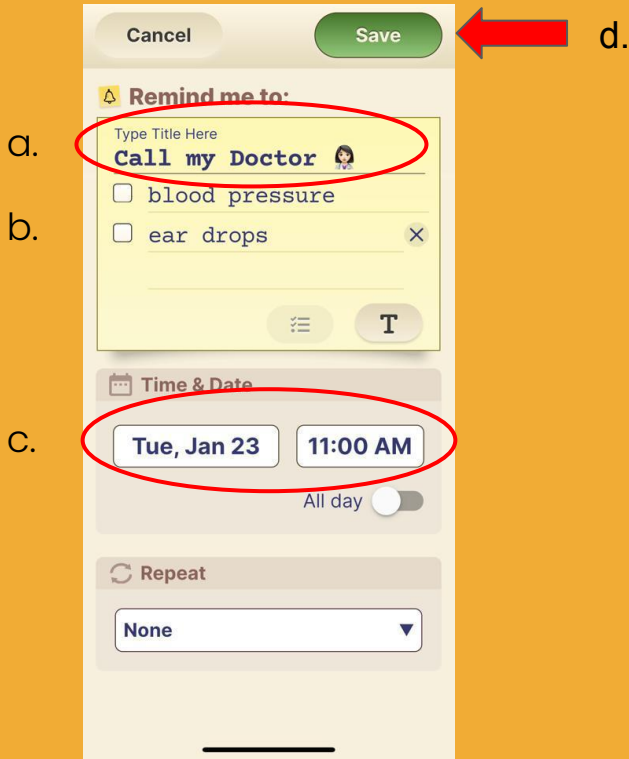 Cancel Save d.
Remind me to:
a. Type Title Here
Call my Doctor 👩🏻‍⚕️
blood pressure
b. ear drops
T
Time & Date
c. Tue, Jan 23 11:00 AM
All day
Repeat
None